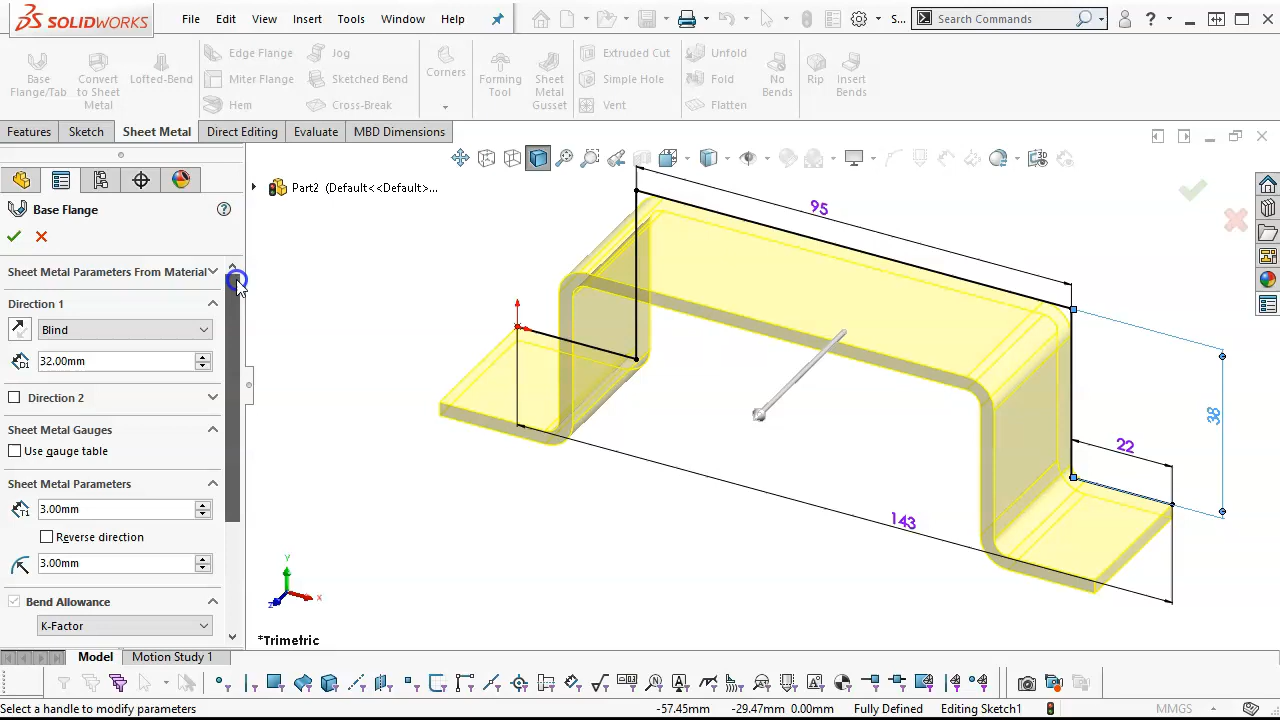 SOLIDWORKS
File Edit View Insert Tools Window Help
S...
Search Commands
?
Base Flange/Tab
Convert to Sheet Metal
Lofted-Bend
Edge Flange
Miter Flange
Hem
Jog
Sketched Bend
Cross-Break
Corners
Forming Tool
Sheet Metal Gusset
Extruded Cut
Simple Hole
Vent
Unfold
Fold
Flatten
No Bends
Rip
Insert Bends
Features Sketch Sheet Metal Direct Editing Evaluate MBD Dimensions
Part2 (Default<<Default>...
Base Flange
?
Sheet Metal Parameters From Material
Direction 1
Blind
D1
32.00mm
Direction 2
Sheet Metal Gauges
Use gauge table
Sheet Metal Parameters
T1
3.00mm
Reverse direction
3.00mm
Bend Allowance
K-Factor
95
38
22
143
Y
X
Z
*Trimetric
Model Motion Study 1
Select a handle to modify parameters
-57.45mm -29.47mm 0.00mm Fully Defined Editing Sketch1 MMGS